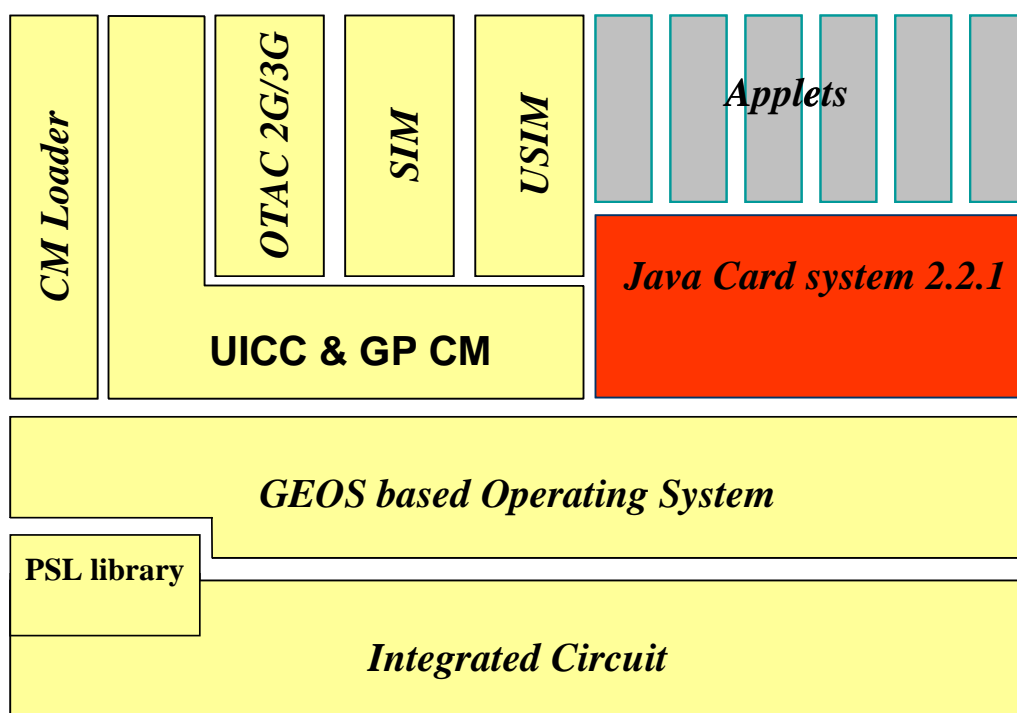 CM Loader
OTAC 2G/3G
SIM
USIM
Applets
Java Card system 2.2.1
UICC & GP CM
GEOS based Operating System
PSL library
Integrated Circuit